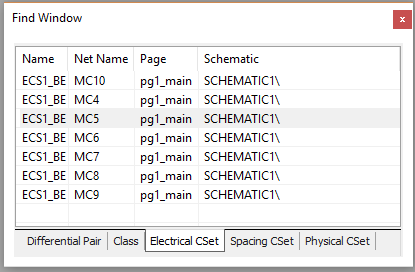 Find Window
x
Name Net Name Page Schematic
ECS1_BE MC10 pg1_main SCHEMATIC1\
ECS1_BE MC4 pg1_main SCHEMATIC1\
ECS1_BE MC5 pg1_main SCHEMATIC1\
ECS1_BE MC6 pg1_main SCHEMATIC1\
ECS1_BE MC7 pg1_main SCHEMATIC1\
ECS1_BE MC8 pg1_main SCHEMATIC1\
ECS1_BE MC9 pg1_main SCHEMATIC1\
Differential Pair Class Electrical CSet Spacing CSet Physical CSet